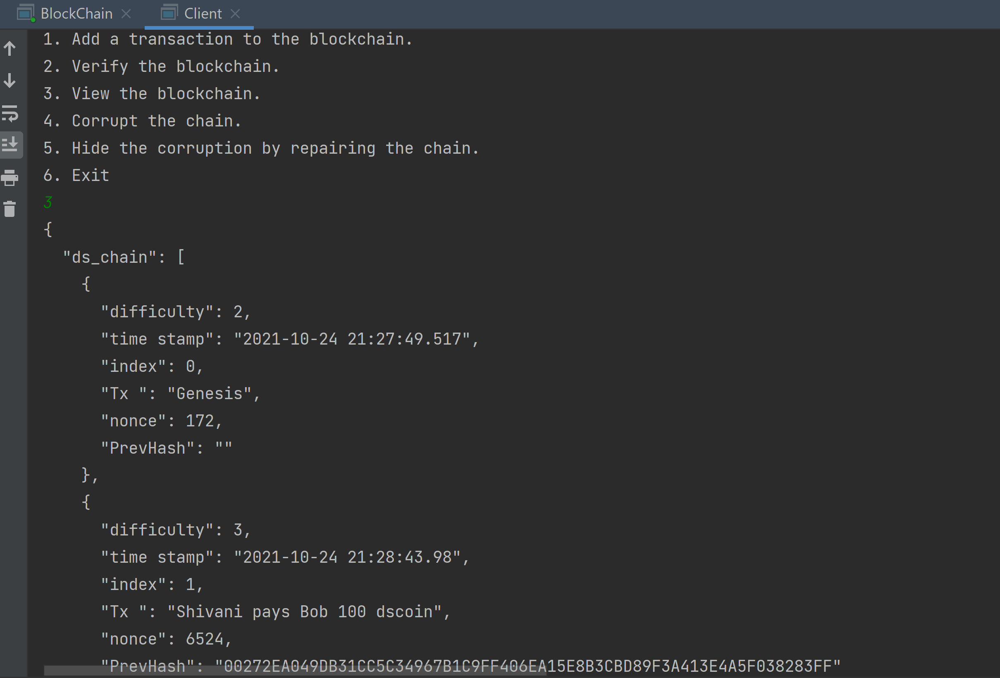 BlockChain
Client
1. Add a transaction to the blockchain.
2. Verify the blockchain.
3. View the blockchain.
4. Corrupt the chain.
5. Hide the corruption by repairing the chain.
6. Exit
3
{
  "ds_chain": [
    {
      "difficulty": 2,
      "time stamp": "2021-10-24 21:27:49.517",
      "index": 0,
      "Tx ": "Genesis",
      "nonce": 172,
      "PrevHash": ""
    },
    {
      "difficulty": 3,
      "time stamp": "2021-10-24 21:28:43.98",
      "index": 1,
      "Tx ": "Shivani pays Bob 100 dscoin",
      "nonce": 6524,
      "PrevHash": "00272EA049DB31CC5C34967B1C9FF406EA15E8B3CBD89F3A413E4A5F038283FF"